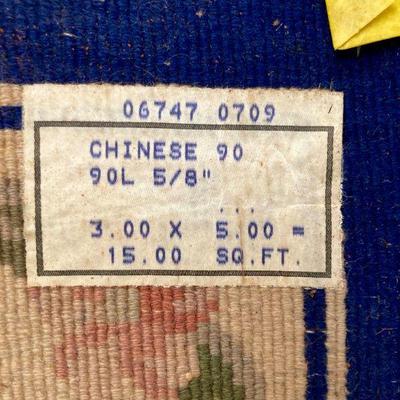 06747 0709
CHINESE 90
90L 5/8"
...
3.00 X 5.00 =
15.00 SQ.FT.